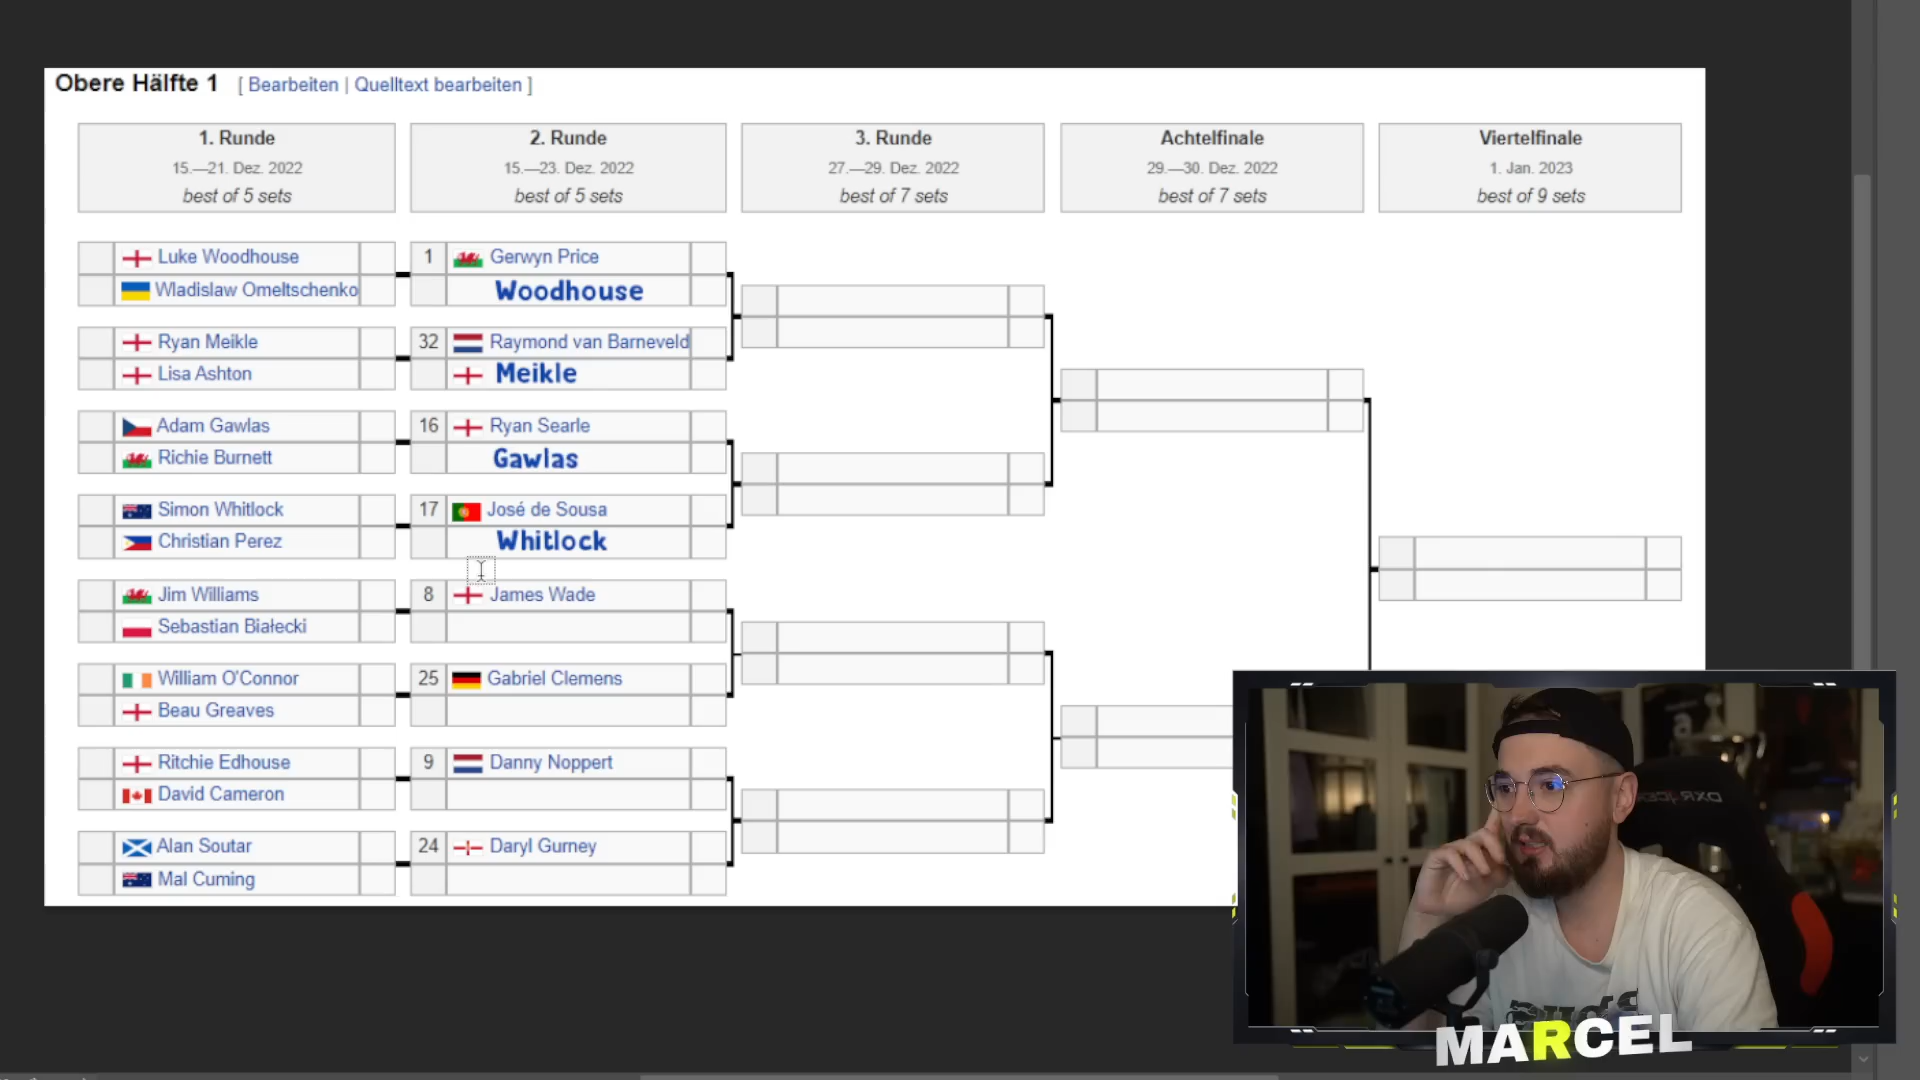 Obere Hälfte 1 [ Bearbeiten | Quelltext bearbeiten ]
1. Runde
15.—21. Dez. 2022
best of 5 sets
2. Runde
15.—23. Dez. 2022
best of 5 sets
3. Runde
27.—29. Dez. 2022
best of 7 sets
Achtelfinale
29.—30. Dez. 2022
best of 7 sets
Viertelfinale
1. Jan. 2023
best of 9 sets
Luke Woodhouse
Wladislaw Omeltschenko
Ryan Meikle
Lisa Ashton
Adam Gawlas
Richie Burnett
Simon Whitlock
Christian Perez
Jim Williams
Sebastian Białecki
William O'Connor
Beau Greaves
Ritchie Edhouse
David Cameron
Alan Soutar
Mal Cuming
1 Gerwyn Price
Woodhouse
32 Raymond van Barneveld
Meikle
16 Ryan Searle
Gawlas
17 José de Sousa
Whitlock
8 James Wade
25 Gabriel Clemens
9 Danny Noppert
24 Daryl Gurney
MARCEL